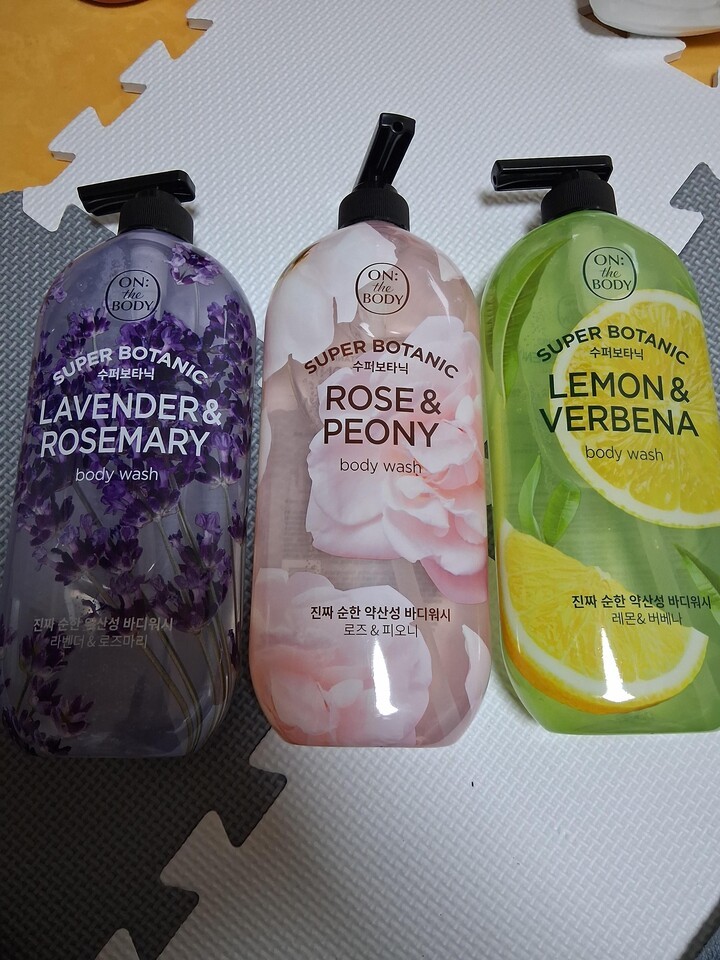 ON:
the
BODY
SUPER BOTANIC
수퍼보타닉
LAVENDER &
ROSEMARY
body wash
진짜 순한 약산성 바디워시
라벤더 & 로즈마리
ON:
the
BODY
SUPER BOTANIC
수퍼보타닉
ROSE &
PEONY
body wash
진짜 순한 약산성 바디워시
로즈 & 피오니
ON:
the
BODY
SUPER BOTANIC
수퍼보타닉
LEMON &
VERBENA
body wash
진짜 순한 약산성 바디워시
레몬 & 버베나